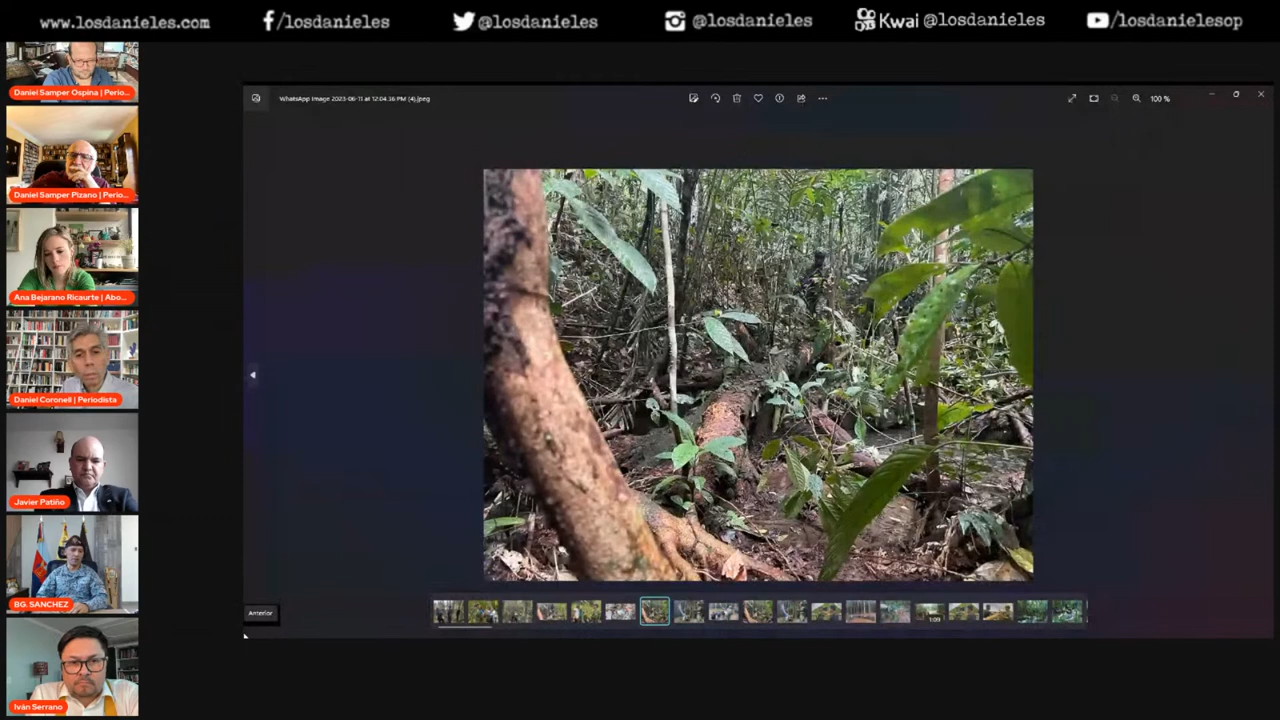 www.losdanieles.com
/losdanieles
@losdanieles
@losdanieles
Kwai @losdanieles
/losdanielesop
Daniel Samper Ospina | Perio...
Daniel Samper Pizano | Perio...
Ana Bejarano Ricaurte | Abo...
Daniel Coronell | Periodista
Javier Patiño
BG. SANCHEZ
Iván Serrano
WhatsApp Image 2023-06-11 at 12.04.36 PM (4).jpeg
100 %
Anterior
1:09